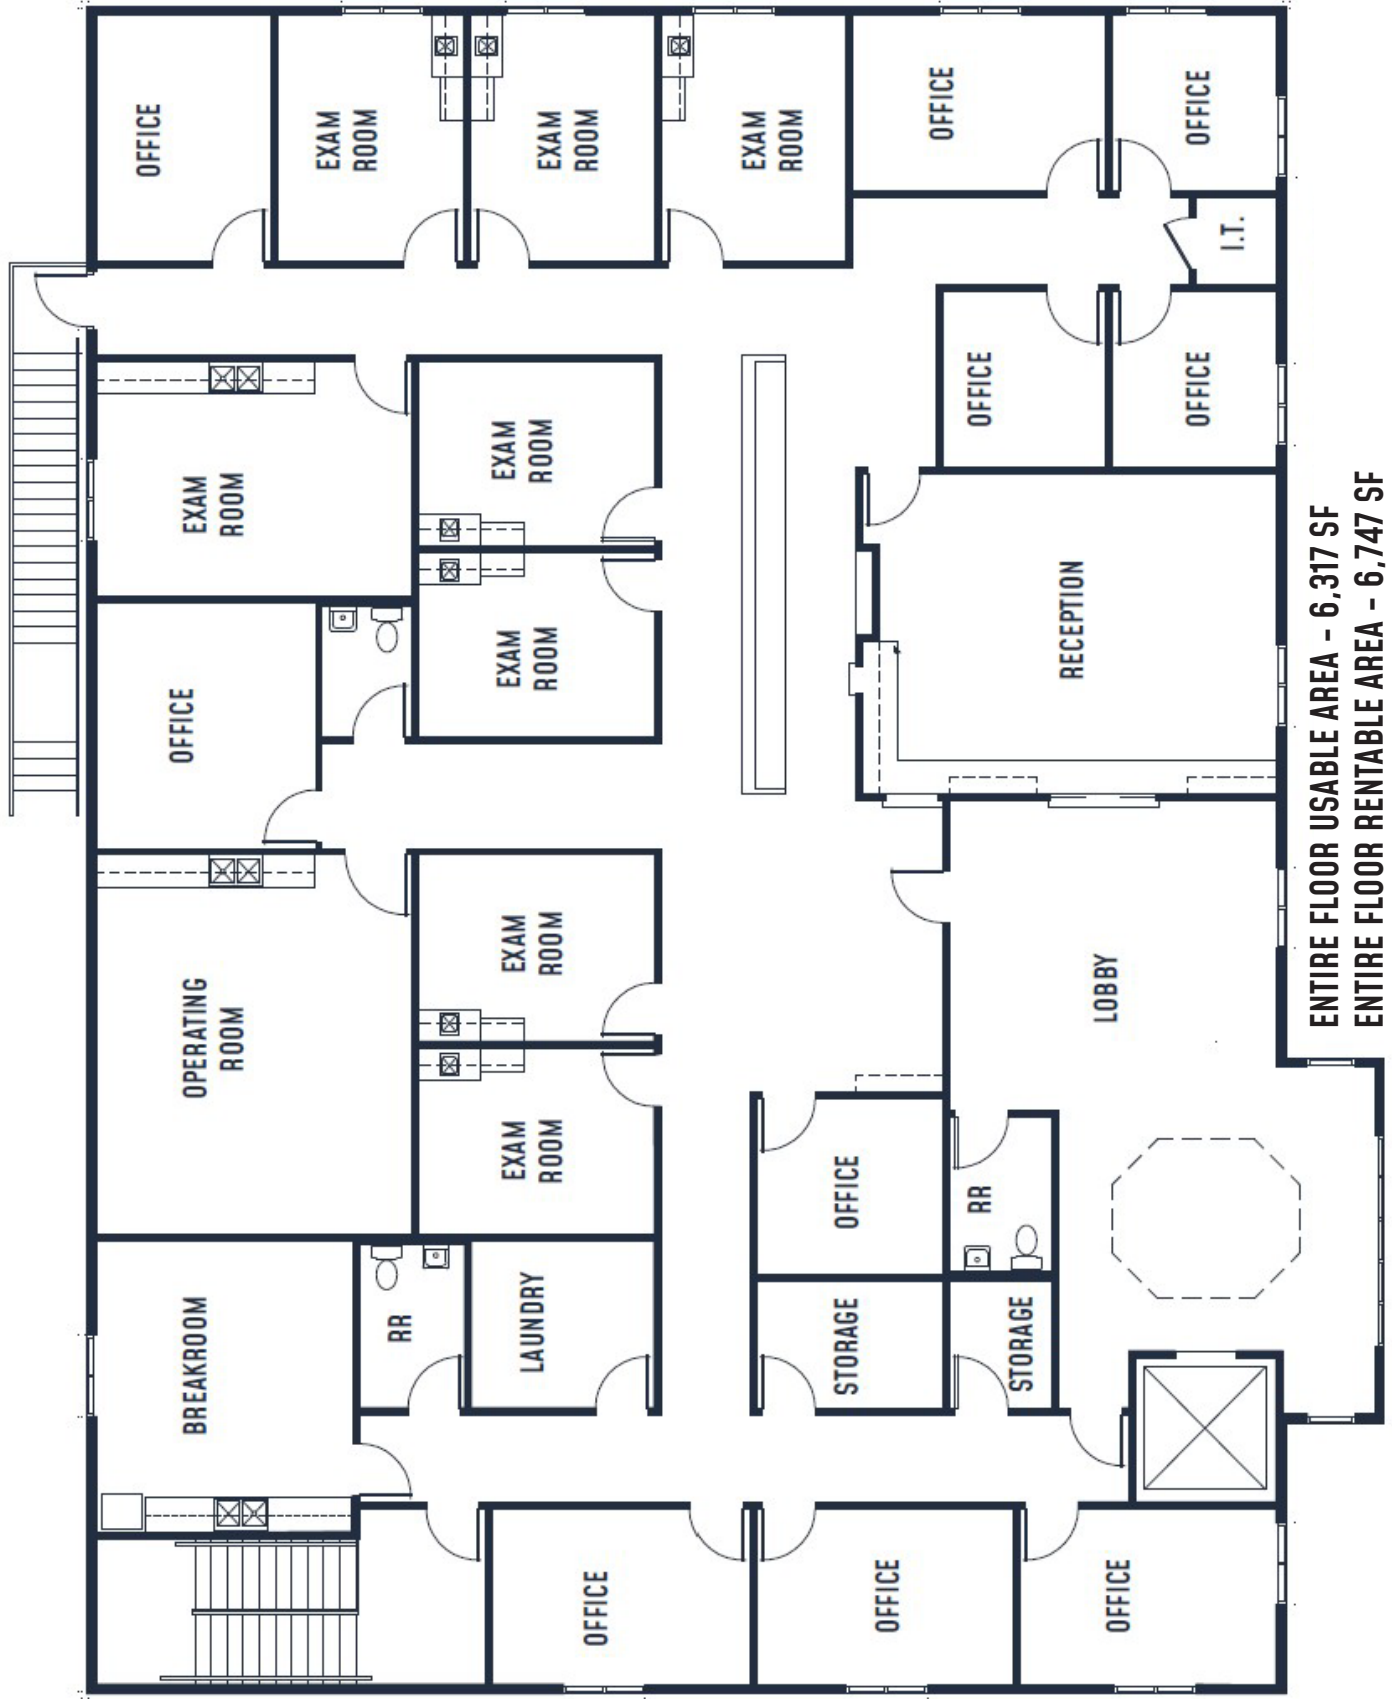 OFFICE
BREAKROOM
OPERATING
ROOM
OFFICE
EXAM
ROOM
EXAM
ROOM
RR
LAUNDRY
EXAM
ROOM
EXAM
ROOM
EXAM
ROOM
EXAM
ROOM
EXAM
ROOM
OFFICE
EXAM
ROOM
STORAGE
OFFICE
OFFICE
OFFICE
RR
OFFICE
STORAGE
RECEPTION
LOBBY
OFFICE
OFFICE
OFFICE
I.T.
ENTIRE FLOOR USABLE AREA - 6,317 SF
ENTIRE FLOOR RENTABLE AREA - 6,747 SF